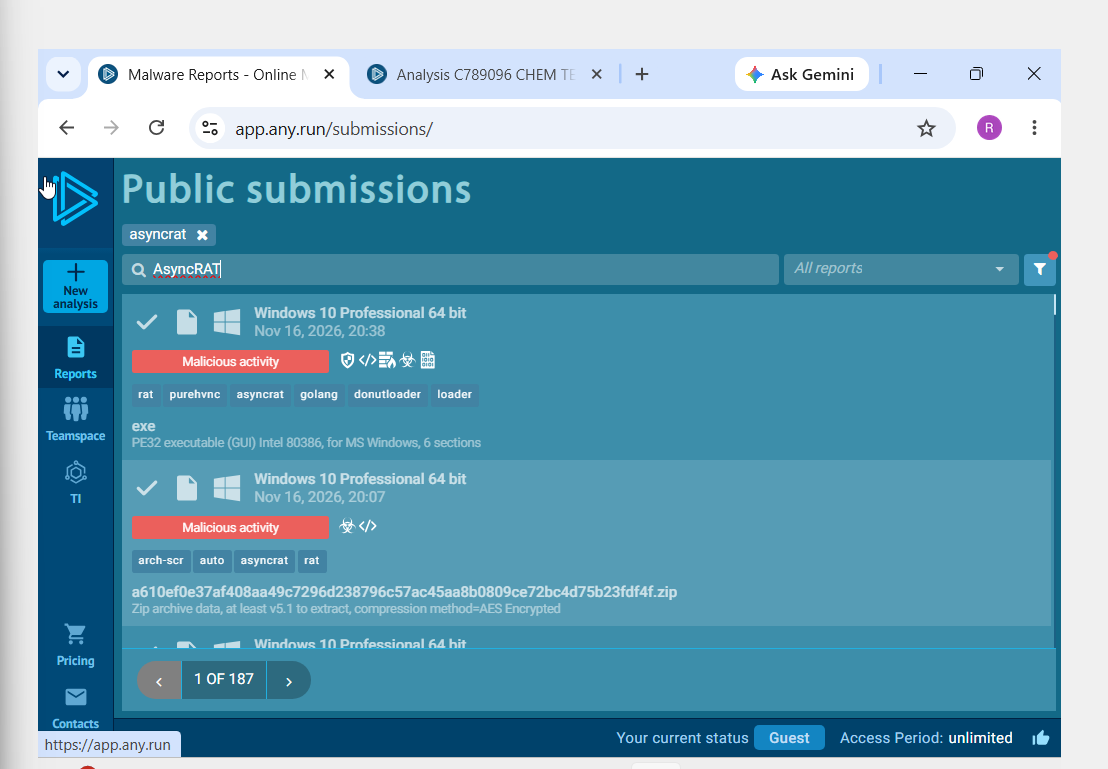 Malware Reports - Online M
Analysis C789096 CHEM TE
Ask Gemini
app.any.run/submissions/
R
Public submissions
asyncrat
AsyncRAT
All reports
New
analysis
Reports
Teamspace
TI
Pricing
Contacts
Windows 10 Professional 64 bit
Nov 16, 2026, 20:38
Malicious activity
rat purehvnc asyncrat golang donutloader loader
exe
PE32 executable (GUI) Intel 80386, for MS Windows, 6 sections
Windows 10 Professional 64 bit
Nov 16, 2026, 20:07
Malicious activity
arch-scr auto asyncrat rat
a610ef0e37af408aa49c7296d238796c57ac45aa8b0809ce72bc4d75b23fdf4f.zip
Zip archive data, at least v5.1 to extract, compression method=AES Encrypted
Windows 10 Professional 64 bit
1 OF 187
Your current status Guest Access Period: unlimited
https://app.any.run